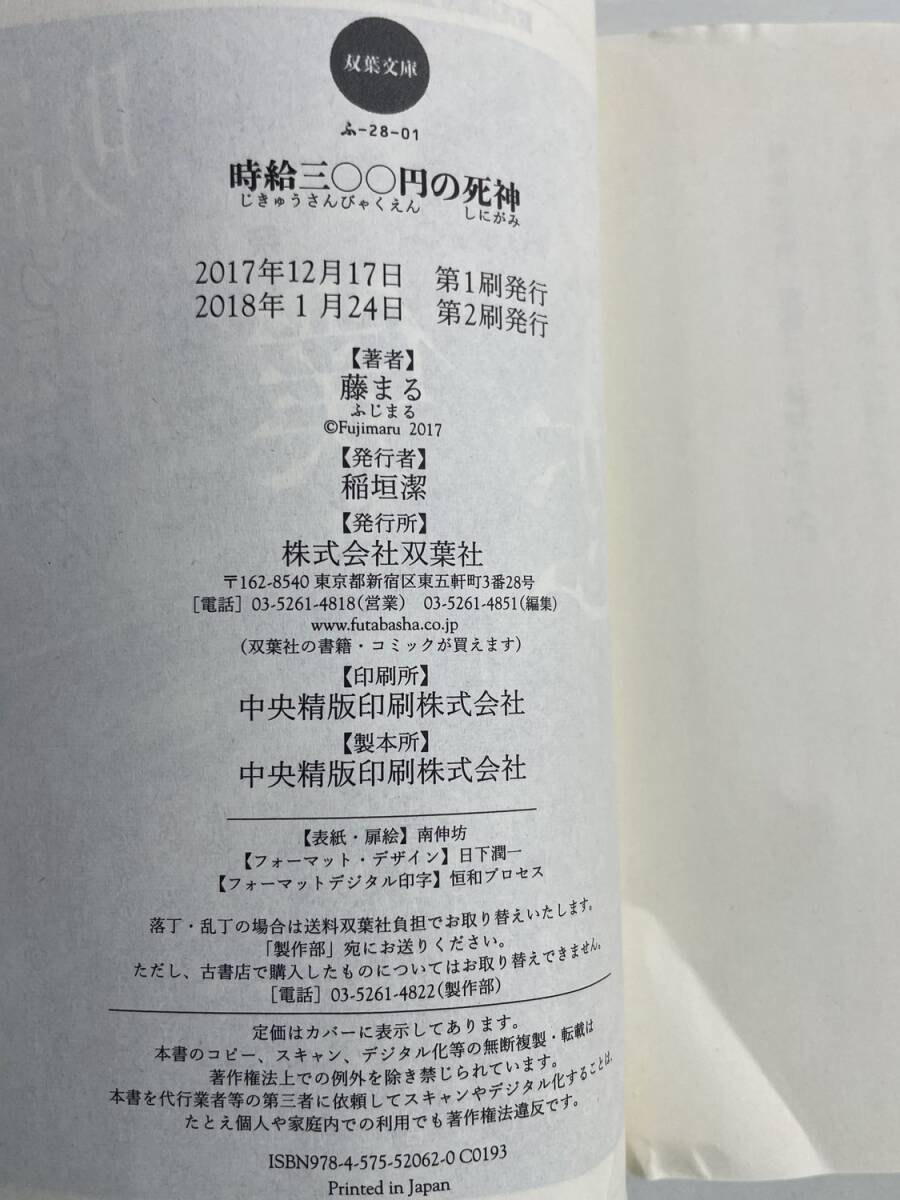 双葉文庫
ふ-28-01
時給三〇〇円の死神
じきゅうさんびゃくえん しにがみ
2017年12月17日 第1刷発行
2018年1月24日 第2刷発行
【著者】
藤まる
ふじまる
©Fujimaru 2017
【発行者】
稲垣潔
【発行所】
株式会社双葉社
〒162-8540 東京都新宿区東五軒町3番28号
［電話］03-5261-4818(営業) 03-5261-4851(編集)
www.futabasha.co.jp
（双葉社の書籍・コミックが買えます）
【印刷所】
中央精版印刷株式会社
【製本所】
中央精版印刷株式会社
【表紙・扉絵】南伸坊
【フォーマット・デザイン】日下潤一
【フォーマットデジタル印字】恒和プロセス
落丁・乱丁の場合は送料双葉社負担でお取り替えいたします。
「製作部」宛にお送りください。
ただし、古書店で購入したものについてはお取り替えできません。
［電話］03-5261-4822(製作部)
定価はカバーに表示してあります。
本書のコピー、スキャン、デジタル化等の無断複製・転載は
著作権法上での例外を除き禁じられています。
本書を代行業者等の第三者に依頼してスキャンやデジタル化することは、
たとえ個人や家庭内での利用でも著作権法違反です。
ISBN978-4-575-52062-0 C0193
Printed in Japan